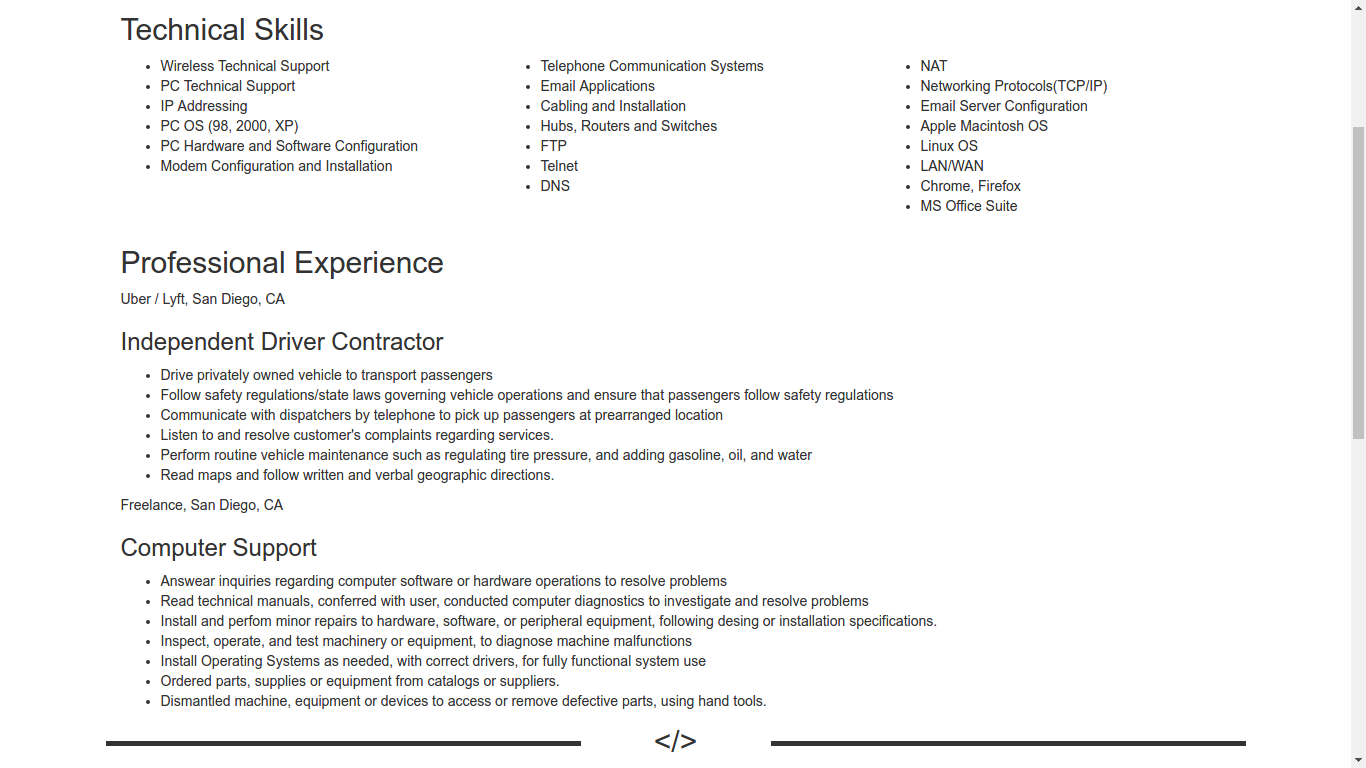 Technical Skills
Wireless Technical Support
PC Technical Support
IP Addressing
PC OS (98, 2000, XP)
PC Hardware and Software Configuration
Modem Configuration and Installation
Telephone Communication Systems
Email Applications
Cabling and Installation
Hubs, Routers and Switches
FTP
Telnet
DNS
NAT
Networking Protocols(TCP/IP)
Email Server Configuration
Apple Macintosh OS
Linux OS
LAN/WAN
Chrome, Firefox
MS Office Suite
Professional Experience
Uber / Lyft, San Diego, CA
Independent Driver Contractor
Drive privately owned vehicle to transport passengers
Follow safety regulations/state laws governing vehicle operations and ensure that passengers follow safety regulations
Communicate with dispatchers by telephone to pick up passengers at prearranged location
Listen to and resolve customer's complaints regarding services.
Perform routine vehicle maintenance such as regulating tire pressure, and adding gasoline, oil, and water
Read maps and follow written and verbal geographic directions.
Freelance, San Diego, CA
Computer Support
Answear inquiries regarding computer software or hardware operations to resolve problems
Read technical manuals, conferred with user, conducted computer diagnostics to investigate and resolve problems
Install and perfom minor repairs to hardware, software, or peripheral equipment, following desing or installation specifications.
Inspect, operate, and test machinery or equipment, to diagnose machine malfunctions
Install Operating Systems as needed, with correct drivers, for fully functional system use
Ordered parts, supplies or equipment from catalogs or suppliers.
Dismantled machine, equipment or devices to access or remove defective parts, using hand tools.
</>